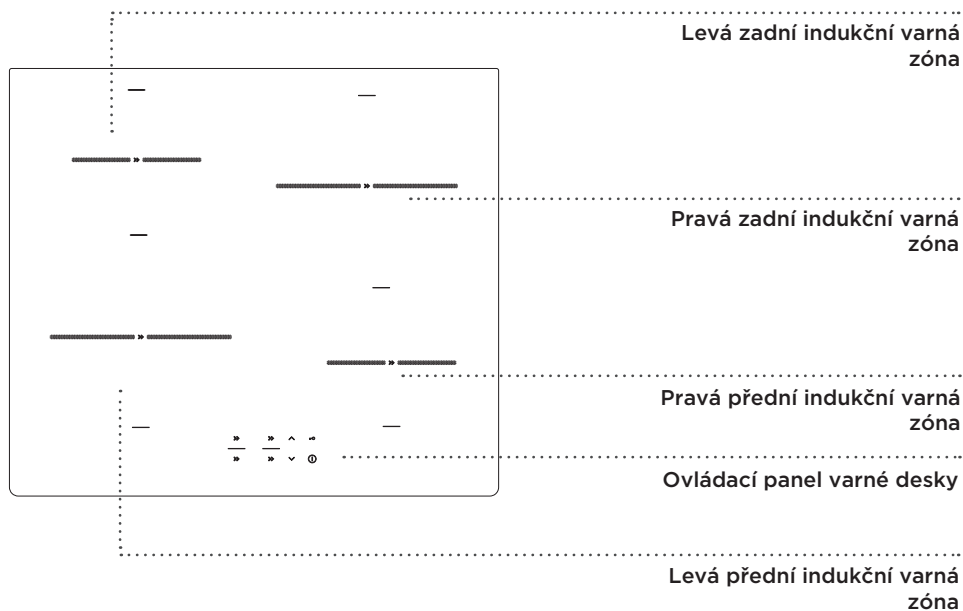 Levá zadní indukční varná
zóna
Pravá zadní indukční varná
zóna
Pravá přední indukční varná
zóna
Ovládací panel varné desky
Levá přední indukční varná
zóna